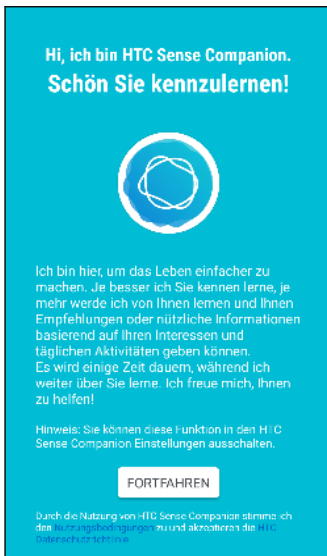 Hi, ich bin HTC Sense Companion.
Schön Sie kennzulernen!
Ich bin hier, um das Leben einfacher zu
machen. Je besser ich Sie kennen lerne, je
mehr werde ich von Ihnen lernen und Ihnen
Empfehlungen oder nützliche Informationen
basierend auf Ihren Interessen und
täglichen Aktivitäten geben können.
Es wird einige Zeit dauern, während ich
weiter über Sie lerne. Ich freue mich, Ihnen
zu helfen!
Hinweis: Sie können diese Funktion in den HTC
Sense Companion Einstellungen ausschalten.
FORTFAHREN
Durch die Nutzung von HTC Sense Companion stimme ich
den Nutzungsbedingungen zu und akzeptieren die HTC
Datenschutzrichtlinie